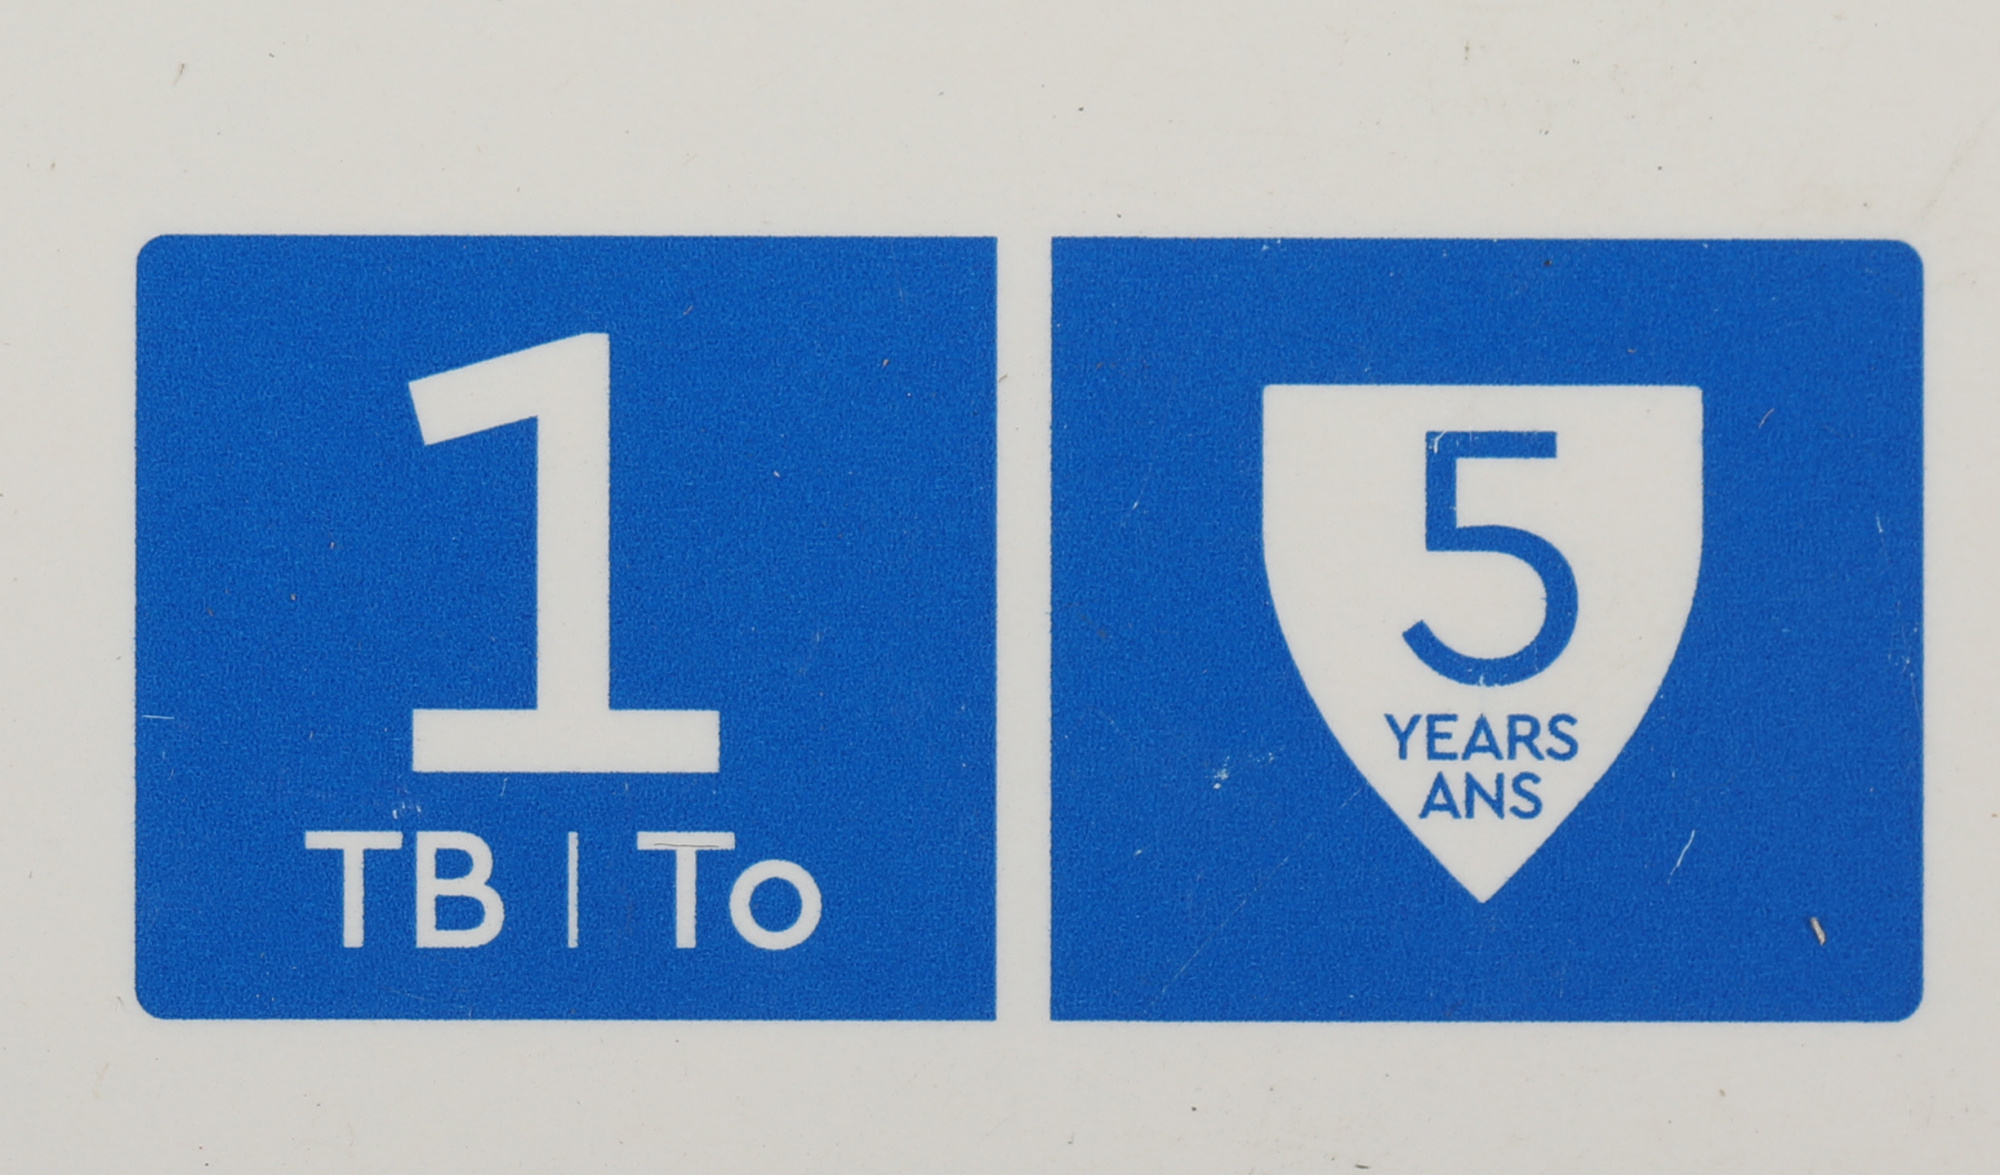 1
TB | To
5
YEARS
ANS